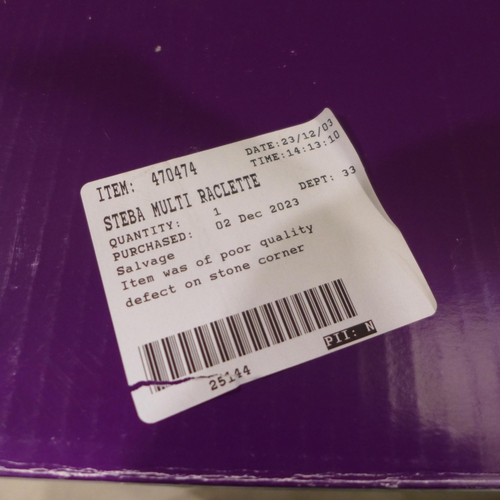 ITEM: 470474 DATE:23/12/03
TIME:14:13:10
STEBA MULTI RACLETTE DEPT: 33
QUANTITY: 1
PURCHASED: 02 Dec 2023
Salvage
Item was of poor quality
defect on stone corner
25144
PII: N